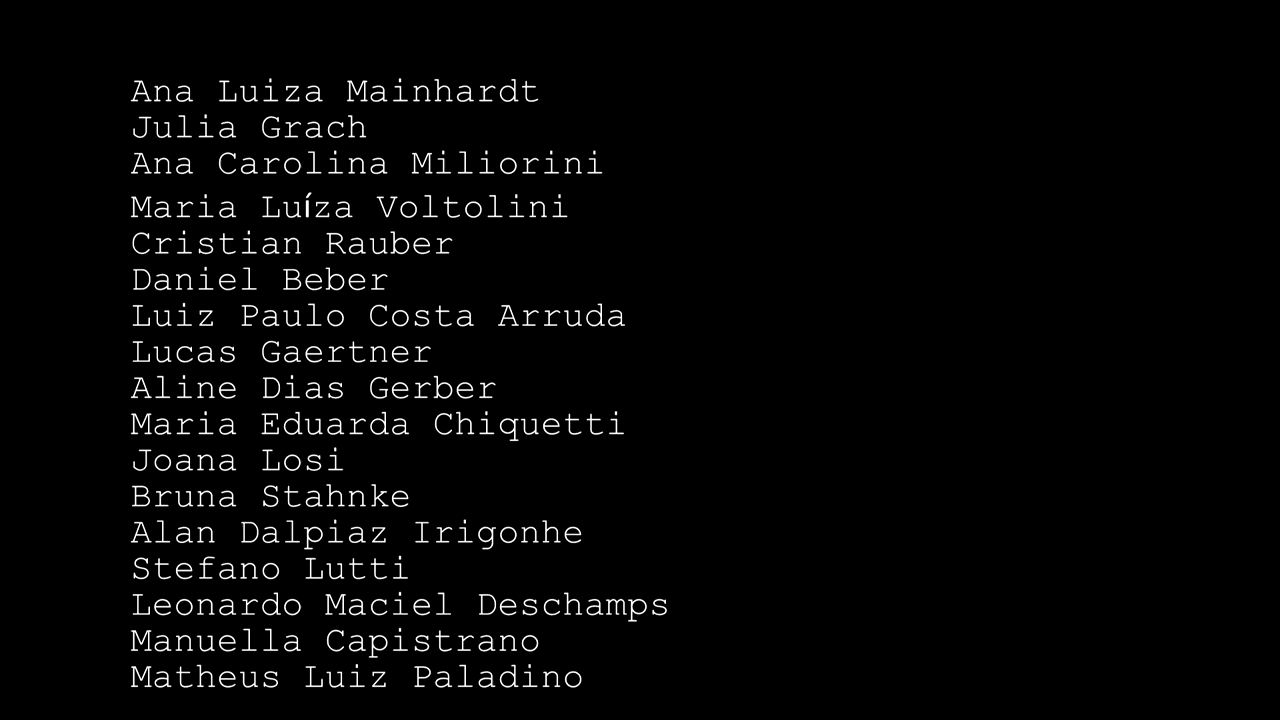 Ana Luiza Mainhardt
Julia Grach
Ana Carolina Miliorini
Maria Luíza Voltolini
Cristian Rauber
Daniel Beber
Luiz Paulo Costa Arruda
Lucas Gaertner
Aline Dias Gerber
Maria Eduarda Chiquetti
Joana Losi
Bruna Stahnke
Alan Dalpiaz Irigonhe
Stefano Lutti
Leonardo Maciel Deschamps
Manuella Capistrano
Matheus Luiz Paladino